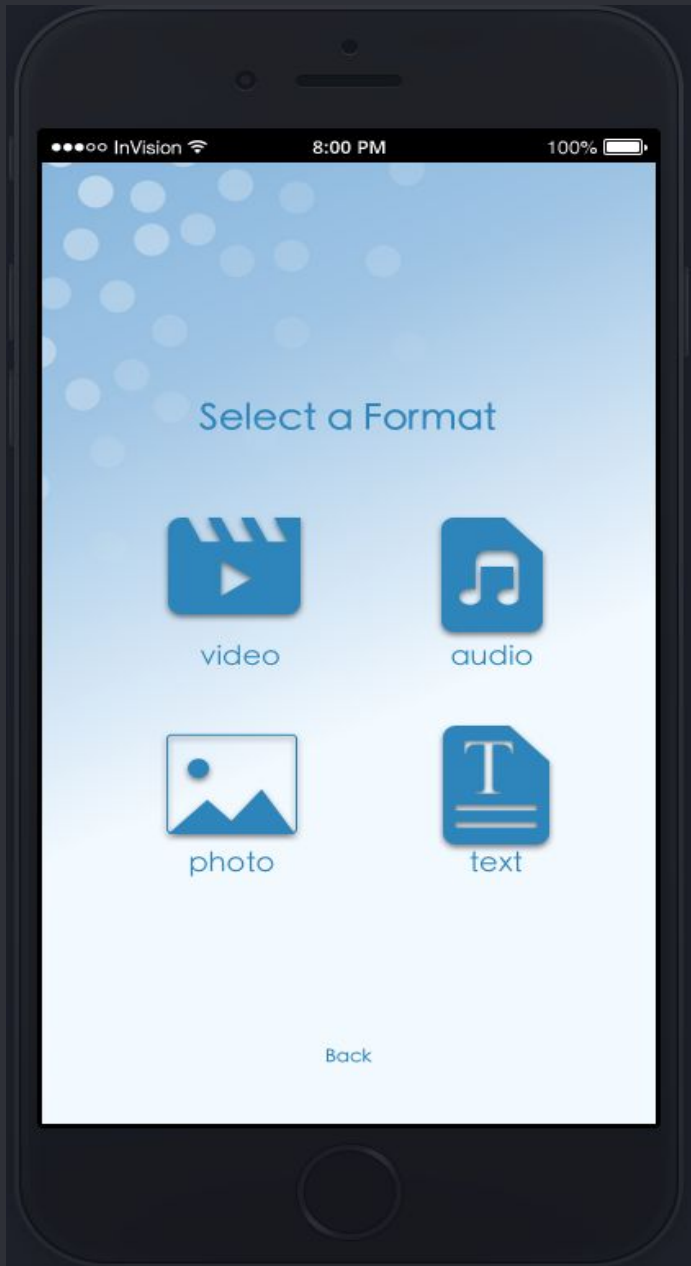 InVision 8:00 PM 100%
Select a Format
video audio
T
photo text
Back